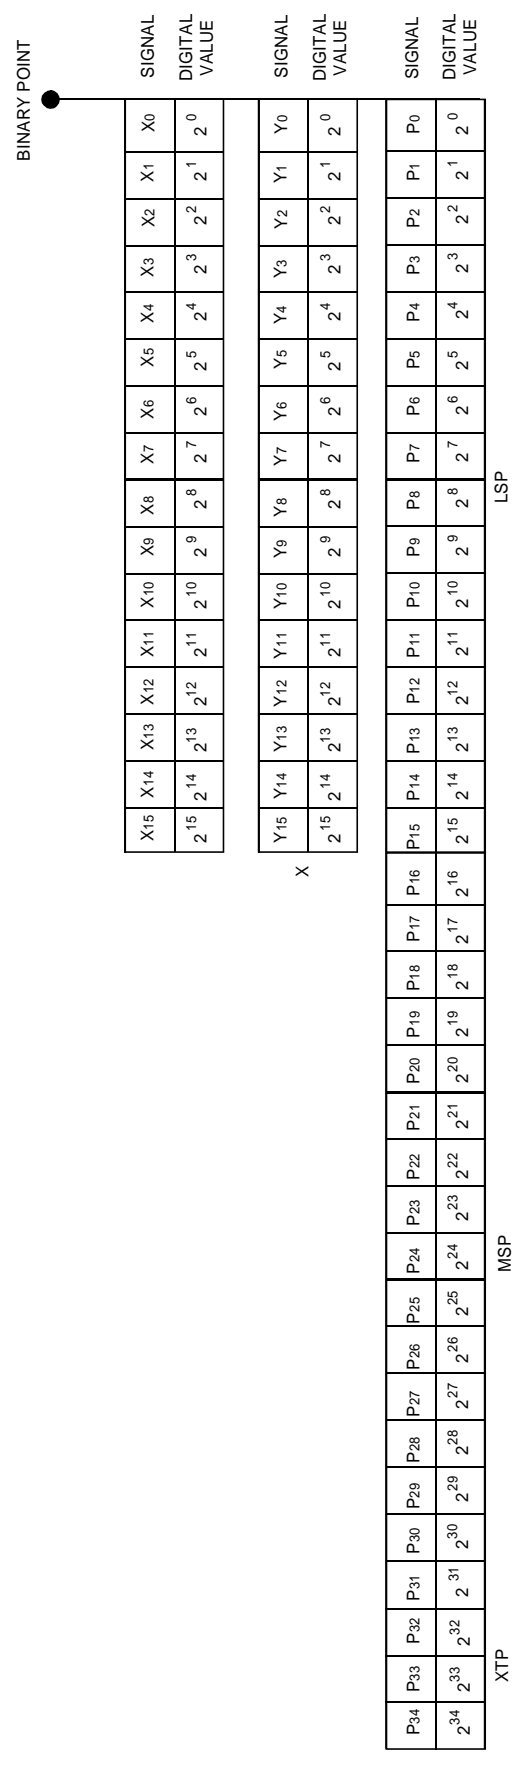 BINARY POINT
X15 X14 X13 X12 X11 X10 X9 X8 X7 X6 X5 X4 X3 X2 X1 X0 SIGNAL
2^15 2^14 2^13 2^12 2^11 2^10 2^9 2^8 2^7 2^6 2^5 2^4 2^3 2^2 2^1 2^0 DIGITAL VALUE
Y15 Y14 Y13 Y12 Y11 Y10 Y9 Y8 Y7 Y6 Y5 Y4 Y3 Y2 Y1 Y0 SIGNAL
X 2^15 2^14 2^13 2^12 2^11 2^10 2^9 2^8 2^7 2^6 2^5 2^4 2^3 2^2 2^1 2^0 DIGITAL VALUE
P34 P33 P32 P31 P30 P29 P28 P27 P26 P25 P24 P23 P22 P21 P20 P19 P18 P17 P16 P15 P14 P13 P12 P11 P10 P9 P8 P7 P6 P5 P4 P3 P2 P1 P0 SIGNAL
2^34 2^33 2^32 2^31 2^30 2^29 2^28 2^27 2^26 2^25 2^24 2^23 2^22 2^21 2^20 2^19 2^18 2^17 2^16 2^15 2^14 2^13 2^12 2^11 2^10 2^9 2^8 2^7 2^6 2^5 2^4 2^3 2^2 2^1 2^0 DIGITAL VALUE
XTP MSP LSP